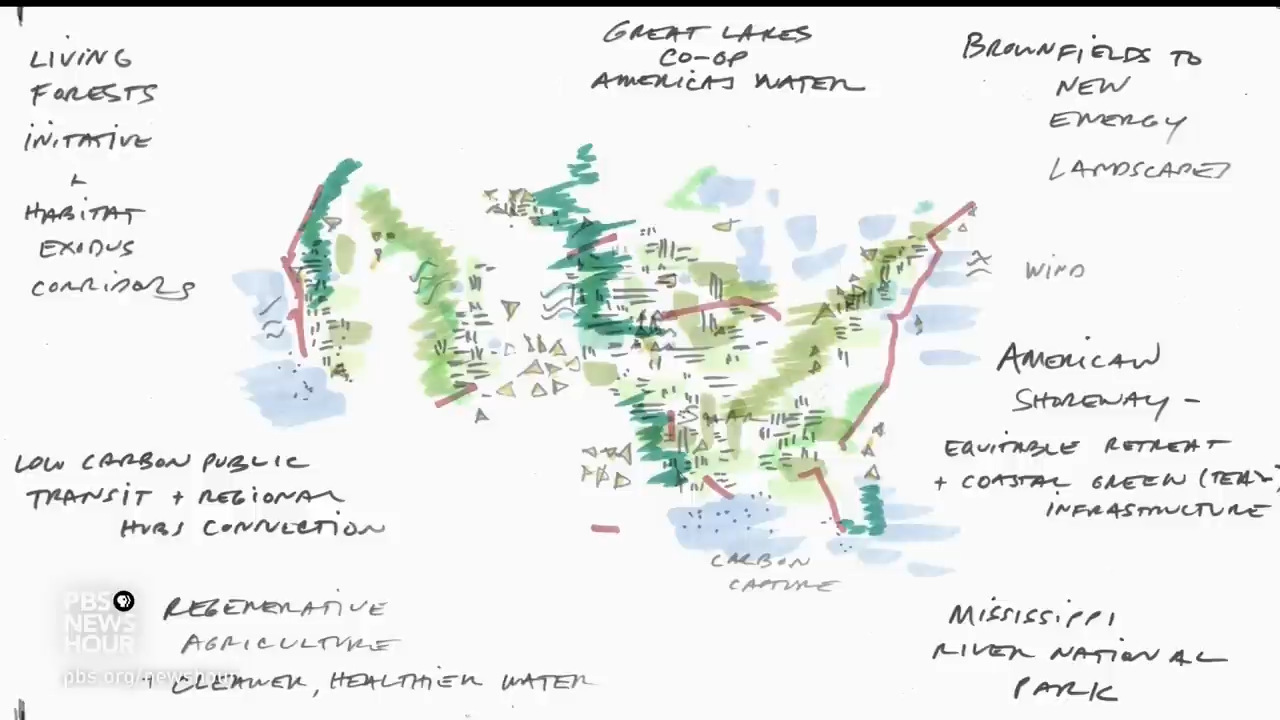 LIVING
FORESTS
INITATIVE
+
HABITAT
EXODUS
CORRIDORS
GREAT LAKES
CO-OP
AMERICAS WATER
BROWNFIELDS TO
NEW
ENERGY
LANDSCAPES
WIND
AMERICAN
SHOREWAY -
EQUITABLE RETREAT
+ COASTAL GREEN (TEAL)
INFRASTRUCTURE
LOW CARBON PUBLIC
TRANSIT + REGIONAL
HUBS CONNECTION
CARBON
CAPTURE
PBS
NEWS
HOUR
pbs.org/newshour
REGENERATIVE
AGRICULTURE
+ CLEANER, HEALTHIER WATER
MISSISSIPPI
RIVER NATIONAL
PARK